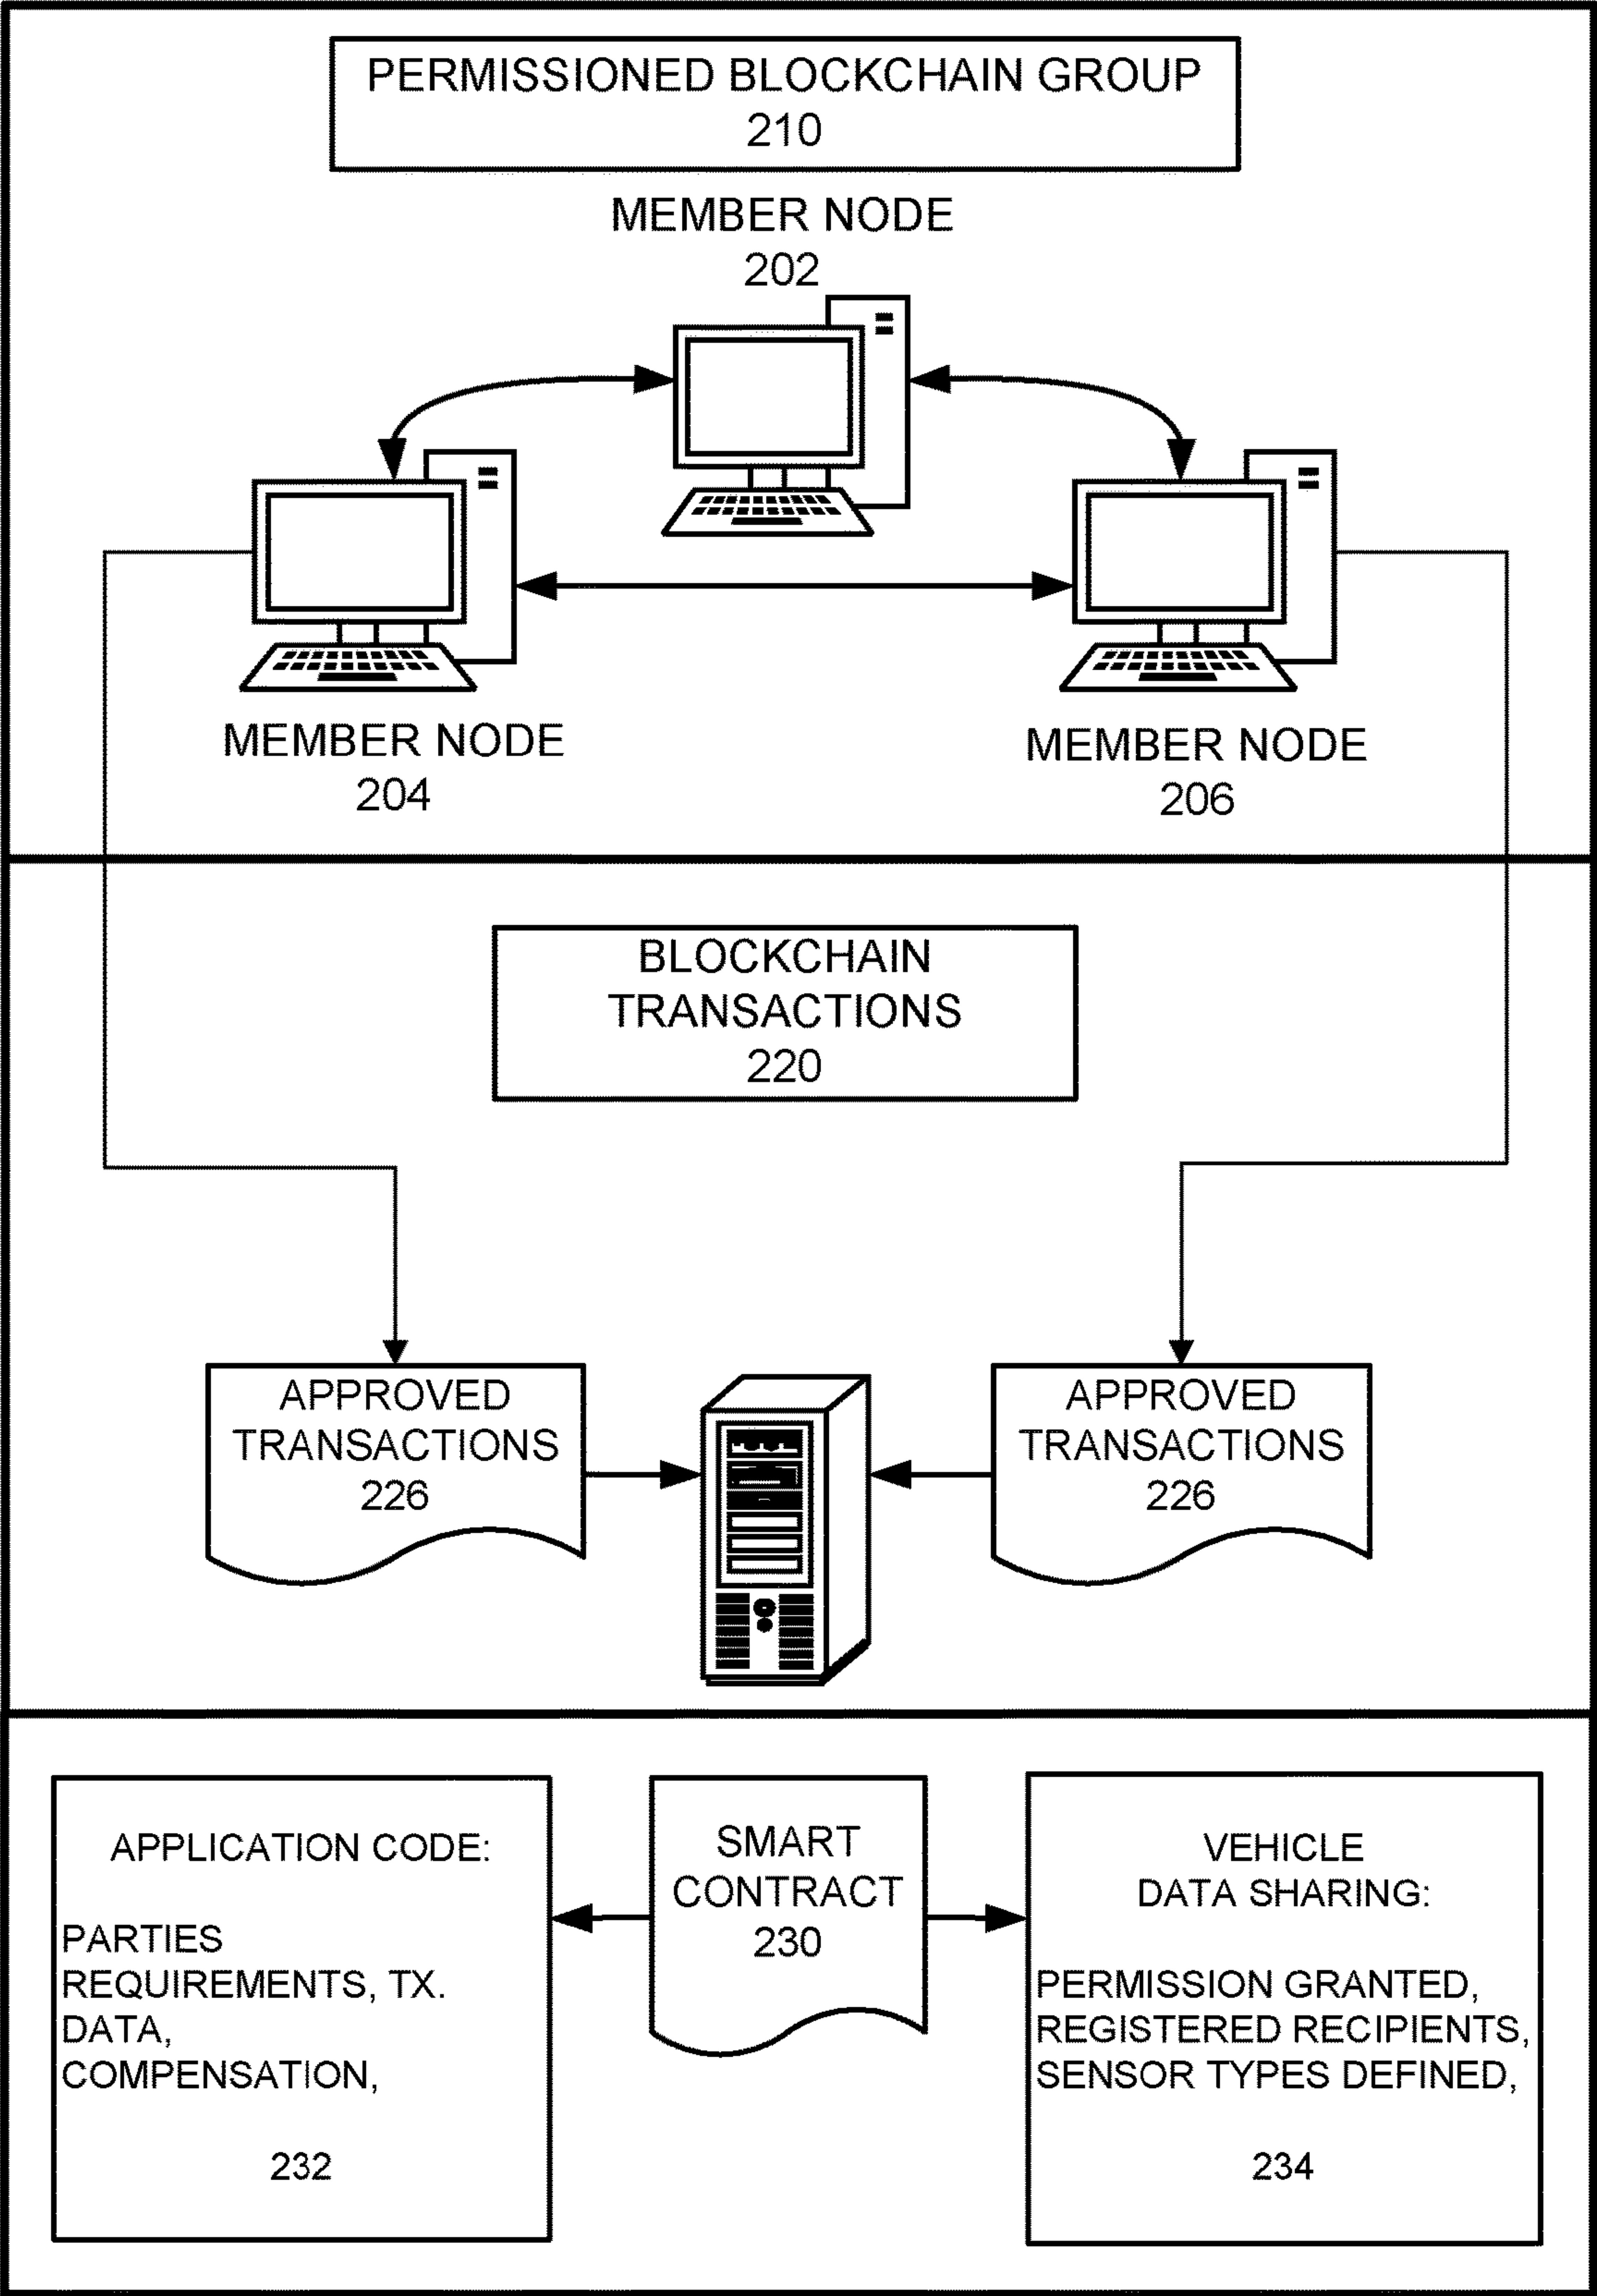 PERMISSIONED BLOCKCHAIN GROUP
210
MEMBER NODE
202
MEMBER NODE
204
MEMBER NODE
206
BLOCKCHAIN
TRANSACTIONS
220
APPROVED
TRANSACTIONS
226
APPROVED
TRANSACTIONS
226
APPLICATION CODE:
PARTIES
REQUIREMENTS, TX.
DATA,
COMPENSATION,
232
SMART
CONTRACT
230
VEHICLE
DATA SHARING:
PERMISSION GRANTED,
REGISTERED RECIPIENTS,
SENSOR TYPES DEFINED,
234